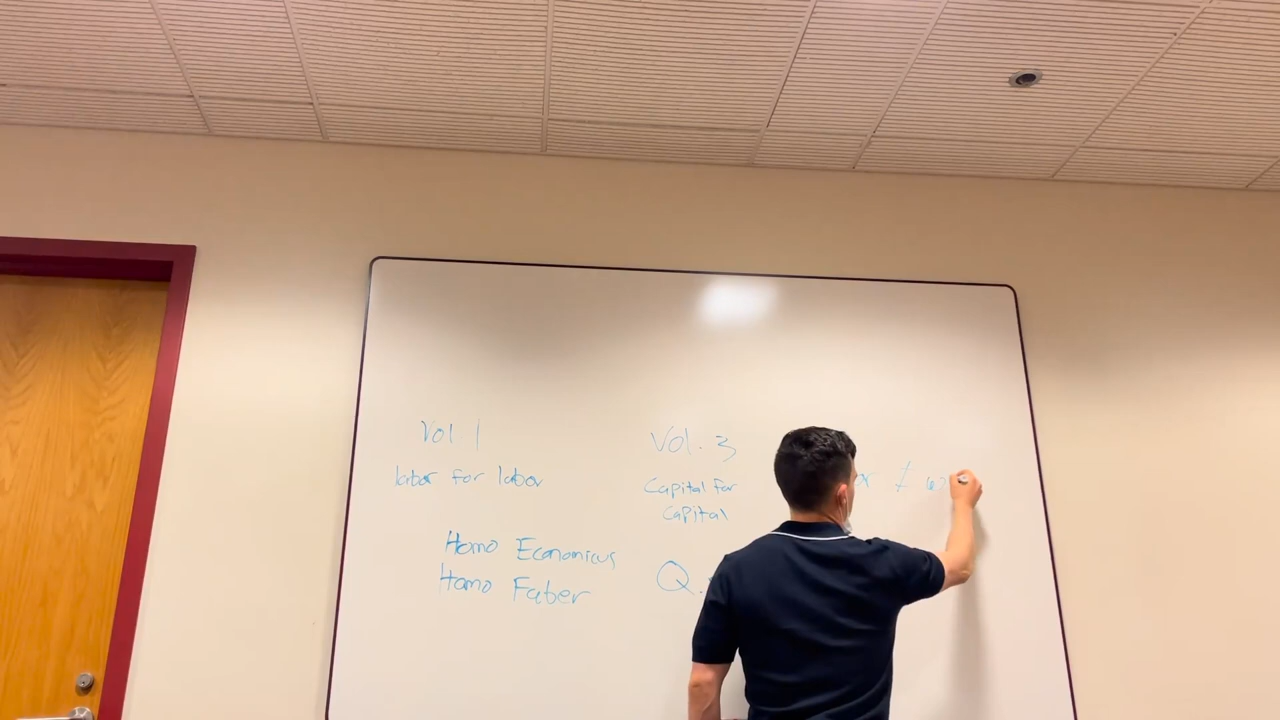 Vol 1
labor for labor
Homo Economicus
Homo Faber
Vol. 3
Capital for
Capital
Q.
≠